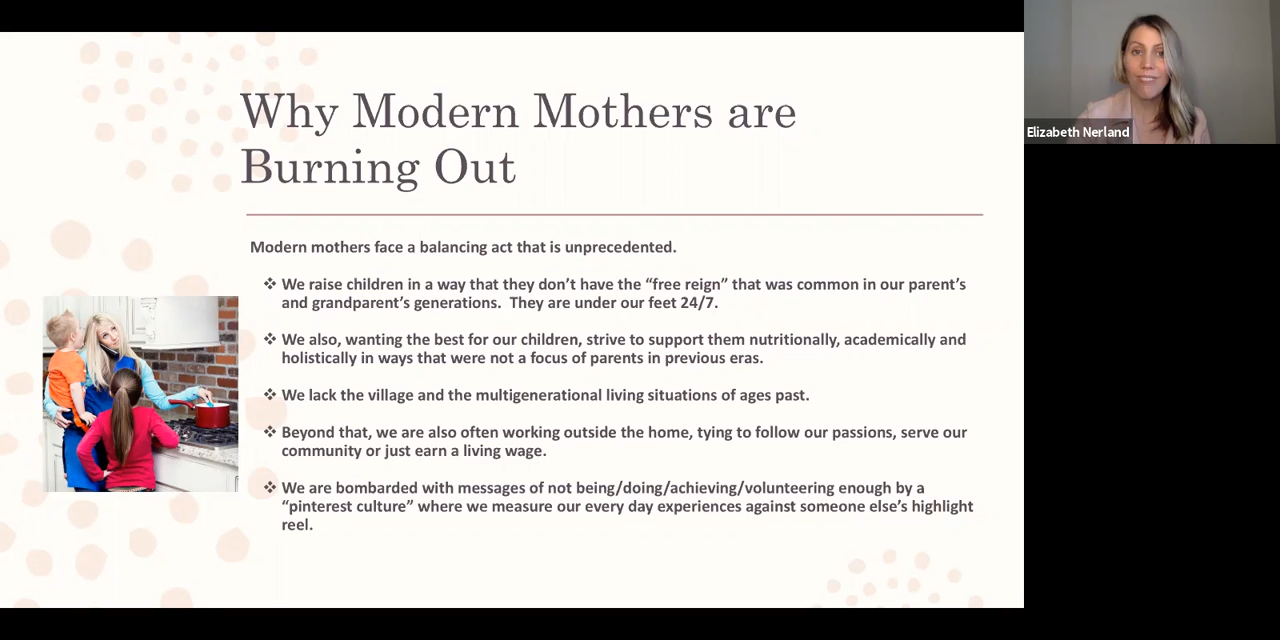 Why Modern Mothers are
Burning Out
Modern mothers face a balancing act that is unprecedented.
❖ We raise children in a way that they don’t have the “free reign” that was common in our parent’s
and grandparent’s generations.  They are under our feet 24/7.
❖ We also, wanting the best for our children, strive to support them nutritionally, academically and
holistically in ways that were not a focus of parents in previous eras.
❖ We lack the village and the multigenerational living situations of ages past.
❖ Beyond that, we are also often working outside the home, tying to follow our passions, serve our
community or just earn a living wage.
❖ We are bombarded with messages of not being/doing/achieving/volunteering enough by a
“pinterest culture” where we measure our every day experiences against someone else’s highlight
reel.
Elizabeth Nerland